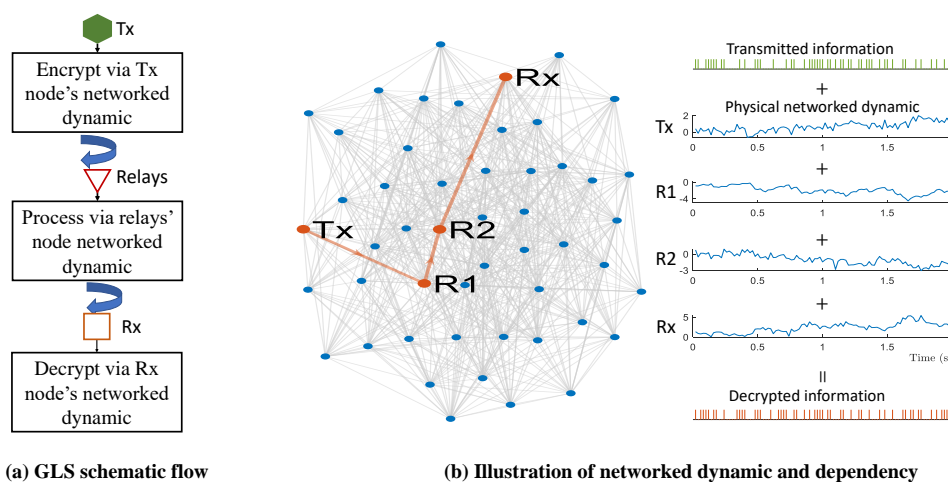 Tx
Encrypt via Tx
node's networked
dynamic
Relays
Process via relays'
node networked
dynamic
Rx
Decrypt via Rx
node's networked
dynamic
(a) GLS schematic flow
Rx
Tx
R2
R1
Transmitted information
+
Physical networked dynamic
Tx
2
0
0 0.5 1 1.5
+
R1
0
-4
0 0.5 1 1.5
+
R2
0
-3
0 0.5 1 1.5
+
Rx
5
0
0 0.5 1 1.5
Time (s
=
Decrypted information
(b) Illustration of networked dynamic and dependency